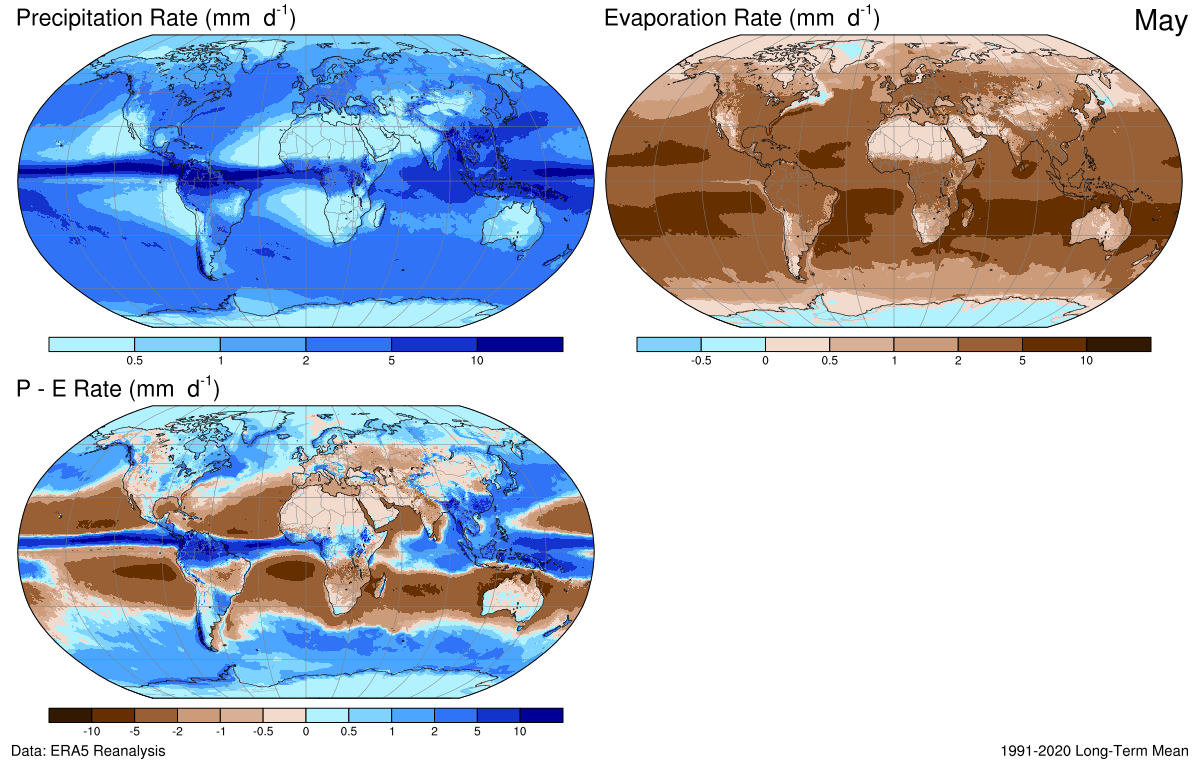 Precipitation Rate (mm d-1)
Evaporation Rate (mm d-1)
May
0.5 1 2 5 10
-0.5 0 0.5 1 2 5 10
P - E Rate (mm d-1)
-10 -5 -2 -1 -0.5 0 0.5 1 2 5 10
Data: ERA5 Reanalysis
1991-2020 Long-Term Mean